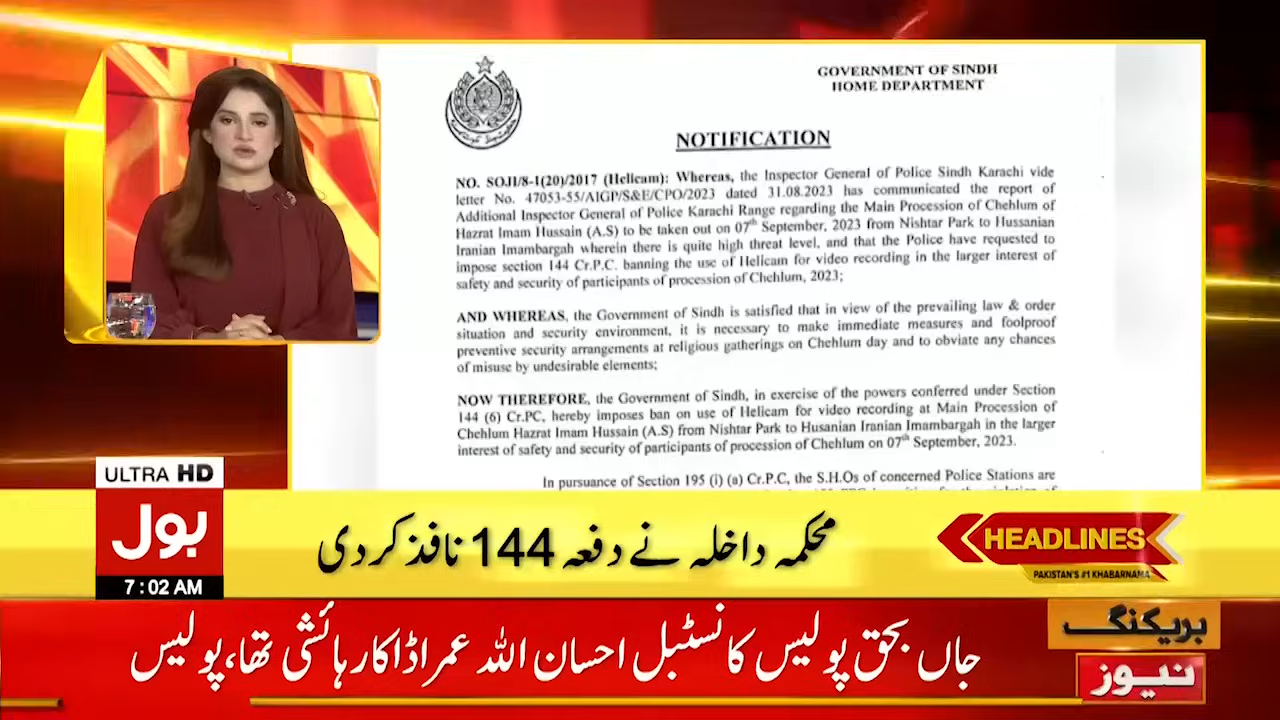 GOVERNMENT OF SINDH
HOME DEPARTMENT
NOTIFICATION
NO. SOJI/8-1(20)/2017 (Helicam): Whereas, the Inspector General of Police Sindh Karachi vide
letter No. 47053-55/AIGP/S&E/CPO/2023 dated 31.08.2023 has communicated the report of
Additional Inspector General of Police Karachi Range regarding the Main Procession of Chehlum of
Hazrat Imam Hussain (A.S) to be taken out on 07th September, 2023 from Nishtar Park to Hussanian
Iranian Imambargah wherein there is quite high threat level, and that the Police have requested to
impose section 144 Cr.P.C. banning the use of Helicam for video recording in the larger interest of
safety and security of participants of procession of Chehlum, 2023;
AND WHEREAS, the Government of Sindh is satisfied that in view of the prevailing law & order
situation and security environment, it is necessary to make immediate measures and foolproof
preventive security arrangements at religious gatherings on Chehlum day and to obviate any chances
of misuse by undesirable elements;
NOW THEREFORE, the Government of Sindh, in exercise of the powers conferred under Section
144 (6) Cr.PC, hereby imposes ban on use of Helicam for video recording at Main Procession of
Chehlum Hazrat Imam Hussain (A.S) from Nishtar Park to Husanian Iranian Imambargah in the larger
interest of safety and security of participants of procession of Chehlum on 07th September, 2023.
In pursuance of Section 195 (i) (a) Cr.P.C, the S.H.Os of concerned Police Stations are
ULTRA HD
بول
7:02 AM
محکمہ داخلہ نے دفعہ 144 نافذ کر دی
HEADLINES
PAKISTAN'S #1 KHABARNAMA
بریکنگ
نیوز
جاں بحق پولیس کانسٹبل احسان اللہ عمر اڈا کا رہائشی تھا، پولیس